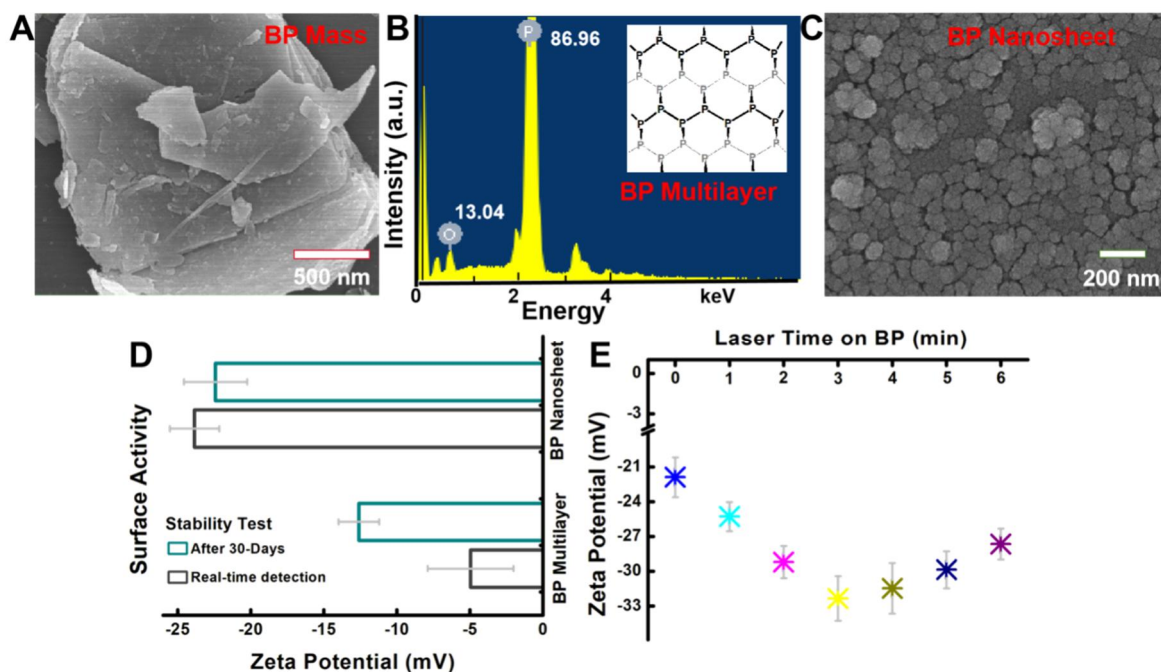 A
BP Mass
500 nm
B
P
86.96
13.04
O
P P P P
P P P P
P P P
P P P P
P P P P
P P P
BP Multilayer
Intensity (a.u.)
0 2 4 keV
Energy
C
BP Nanosheet
200 nm
D
Surface Activity
BP Nanosheet
BP Multilayer
Stability Test
After 30-Days
Real-time detection
-25 -20 -15 -10 -5 0
Zeta Potential (mV)
E
Laser Time on BP (min)
0 1 2 3 4 5 6
0
-3
-21
-24
-27
-30
-33
Zeta Potential (mV)